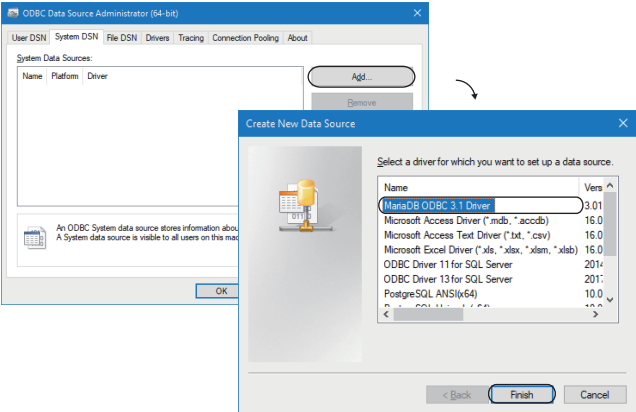 ODBC Data Source Administrator (64-bit)
User DSN System DSN File DSN Drivers Tracing Connection Pooling About
System Data Sources:
Name Platform Driver
Add...
Remove
An ODBC System data source stores information abou
A System data source is visible to all users on this mac
OK
Create New Data Source
Select a driver for which you want to set up a data source.
Name Vers
MariaDB ODBC 3.1 Driver 3.01
Microsoft Access Driver (*.mdb, *.accdb) 16.0
Microsoft Access Text Driver (*.txt, *.csv) 16.0
Microsoft Excel Driver (*.xls, *.xlsx, *.xlsm, *.xlsb) 16.0
ODBC Driver 11 for SQL Server 2014
ODBC Driver 13 for SQL Server 2017
PostgreSQL ANSI(x64) 10.0
< Back Finish Cancel